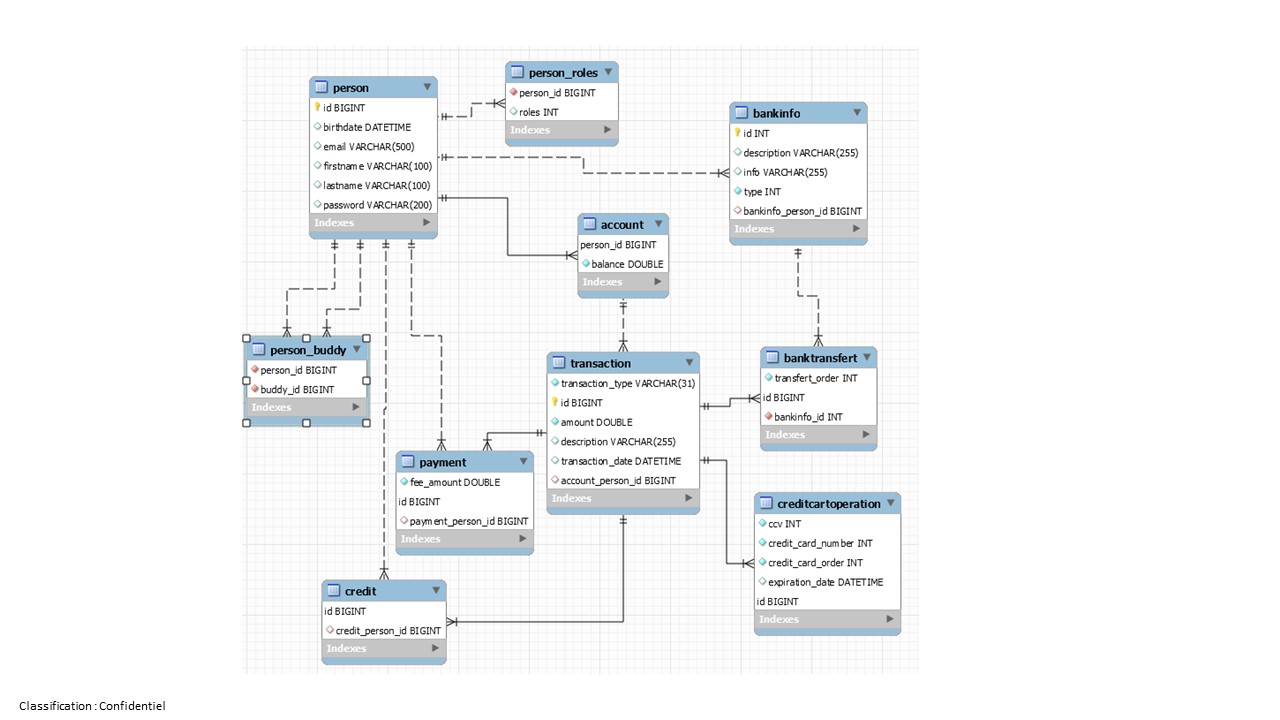 person
id BIGINT
birthdate DATETIME
email VARCHAR(500)
firstname VARCHAR(100)
lastname VARCHAR(100)
password VARCHAR(200)
Indexes
person_roles
person_id BIGINT
roles INT
Indexes
bankinfo
id INT
description VARCHAR(255)
info VARCHAR(255)
type INT
bankinfo_person_id BIGINT
Indexes
account
person_id BIGINT
balance DOUBLE
Indexes
person_buddy
person_id BIGINT
buddy_id BIGINT
Indexes
transaction
transaction_type VARCHAR(31)
id BIGINT
amount DOUBLE
description VARCHAR(255)
transaction_date DATETIME
account_person_id BIGINT
Indexes
banktransfert
transfert_order INT
id BIGINT
bankinfo_id INT
Indexes
payment
fee_amount DOUBLE
id BIGINT
payment_person_id BIGINT
Indexes
creditcartoperation
ccv INT
credit_card_number INT
credit_card_order INT
expiration_date DATETIME
id BIGINT
Indexes
credit
id BIGINT
credit_person_id BIGINT
Indexes
Classification : Confidentiel